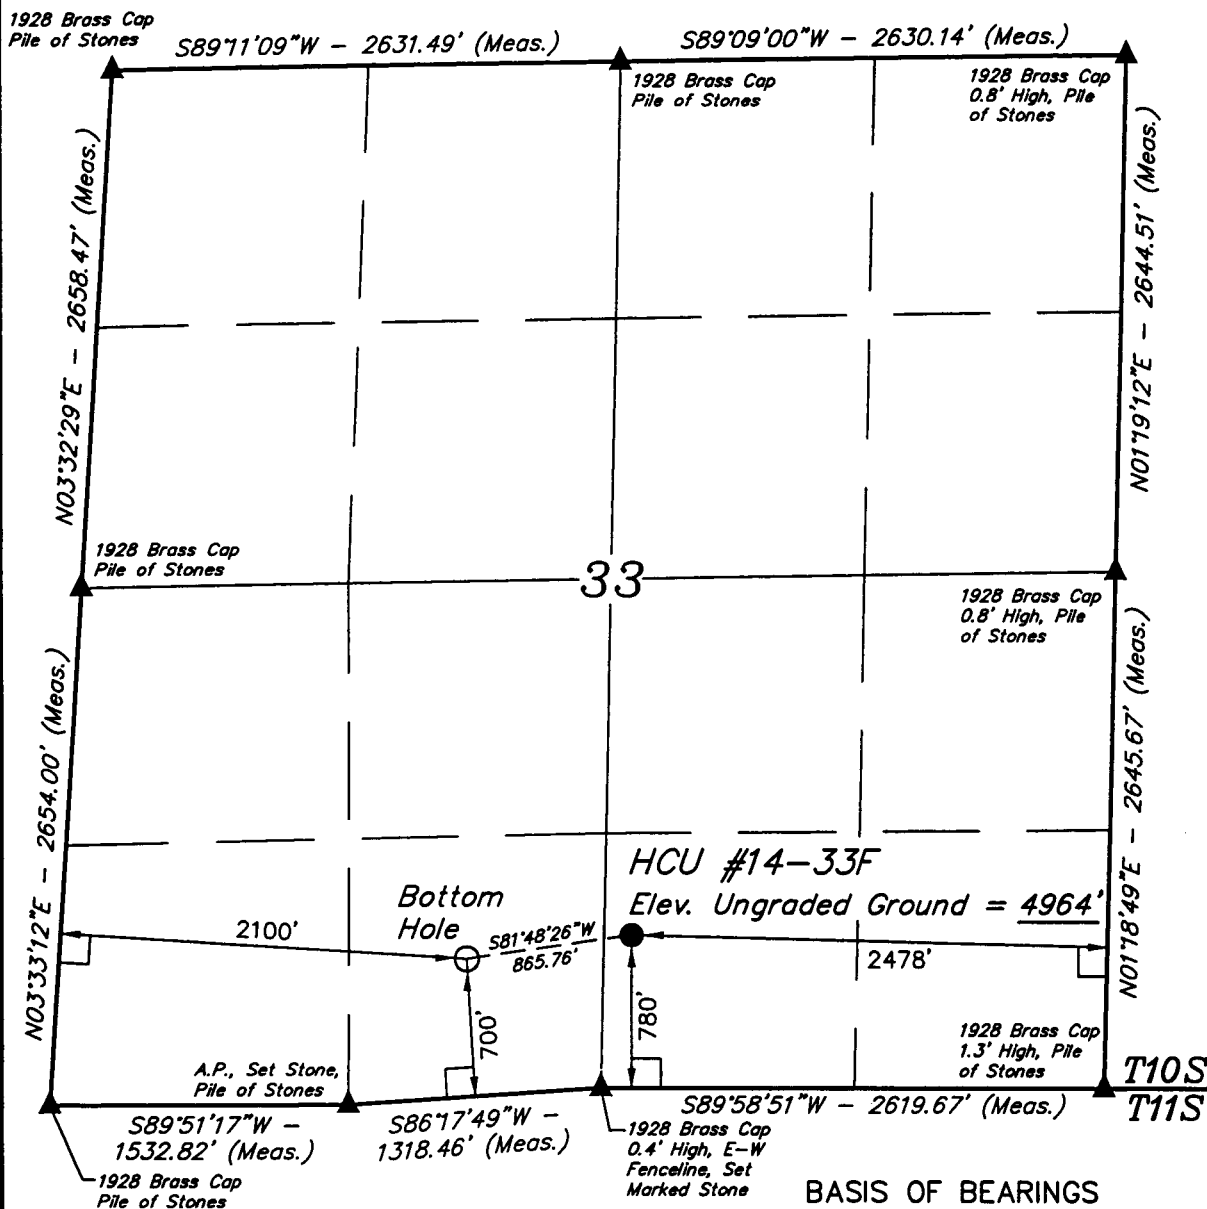 1928 Brass Cap
Pile of Stones
S89°11'09"W - 2631.49' (Meas.)
S89°09'00"W - 2630.14' (Meas.)
1928 Brass Cap
Pile of Stones
1928 Brass Cap
0.8' High, Pile
of Stones
N03°32'29"E - 2658.47' (Meas.)
N01°19'12"E - 2644.51' (Meas.)
1928 Brass Cap
Pile of Stones
33
1928 Brass Cap
0.8' High, Pile
of Stones
N03°33'12"E - 2654.00' (Meas.)
N01°18'49"E - 2645.67' (Meas.)
HCU #14-33F
Elev. Ungraded Ground = 4964'
Bottom
Hole
2100'
S81°48'26"W
865.76'
2478'
700'
780'
A.P., Set Stone,
Pile of Stones
1928 Brass Cap
1.3' High, Pile
of Stones
T10S
T11S
S89°51'17"W -
1532.82' (Meas.)
S86°17'49"W -
1318.46' (Meas.)
S89°58'51"W - 2619.67' (Meas.)
1928 Brass Cap
Pile of Stones
1928 Brass Cap
0.4' High, E-W
Fenceline, Set
Marked Stone
BASIS OF BEARINGS